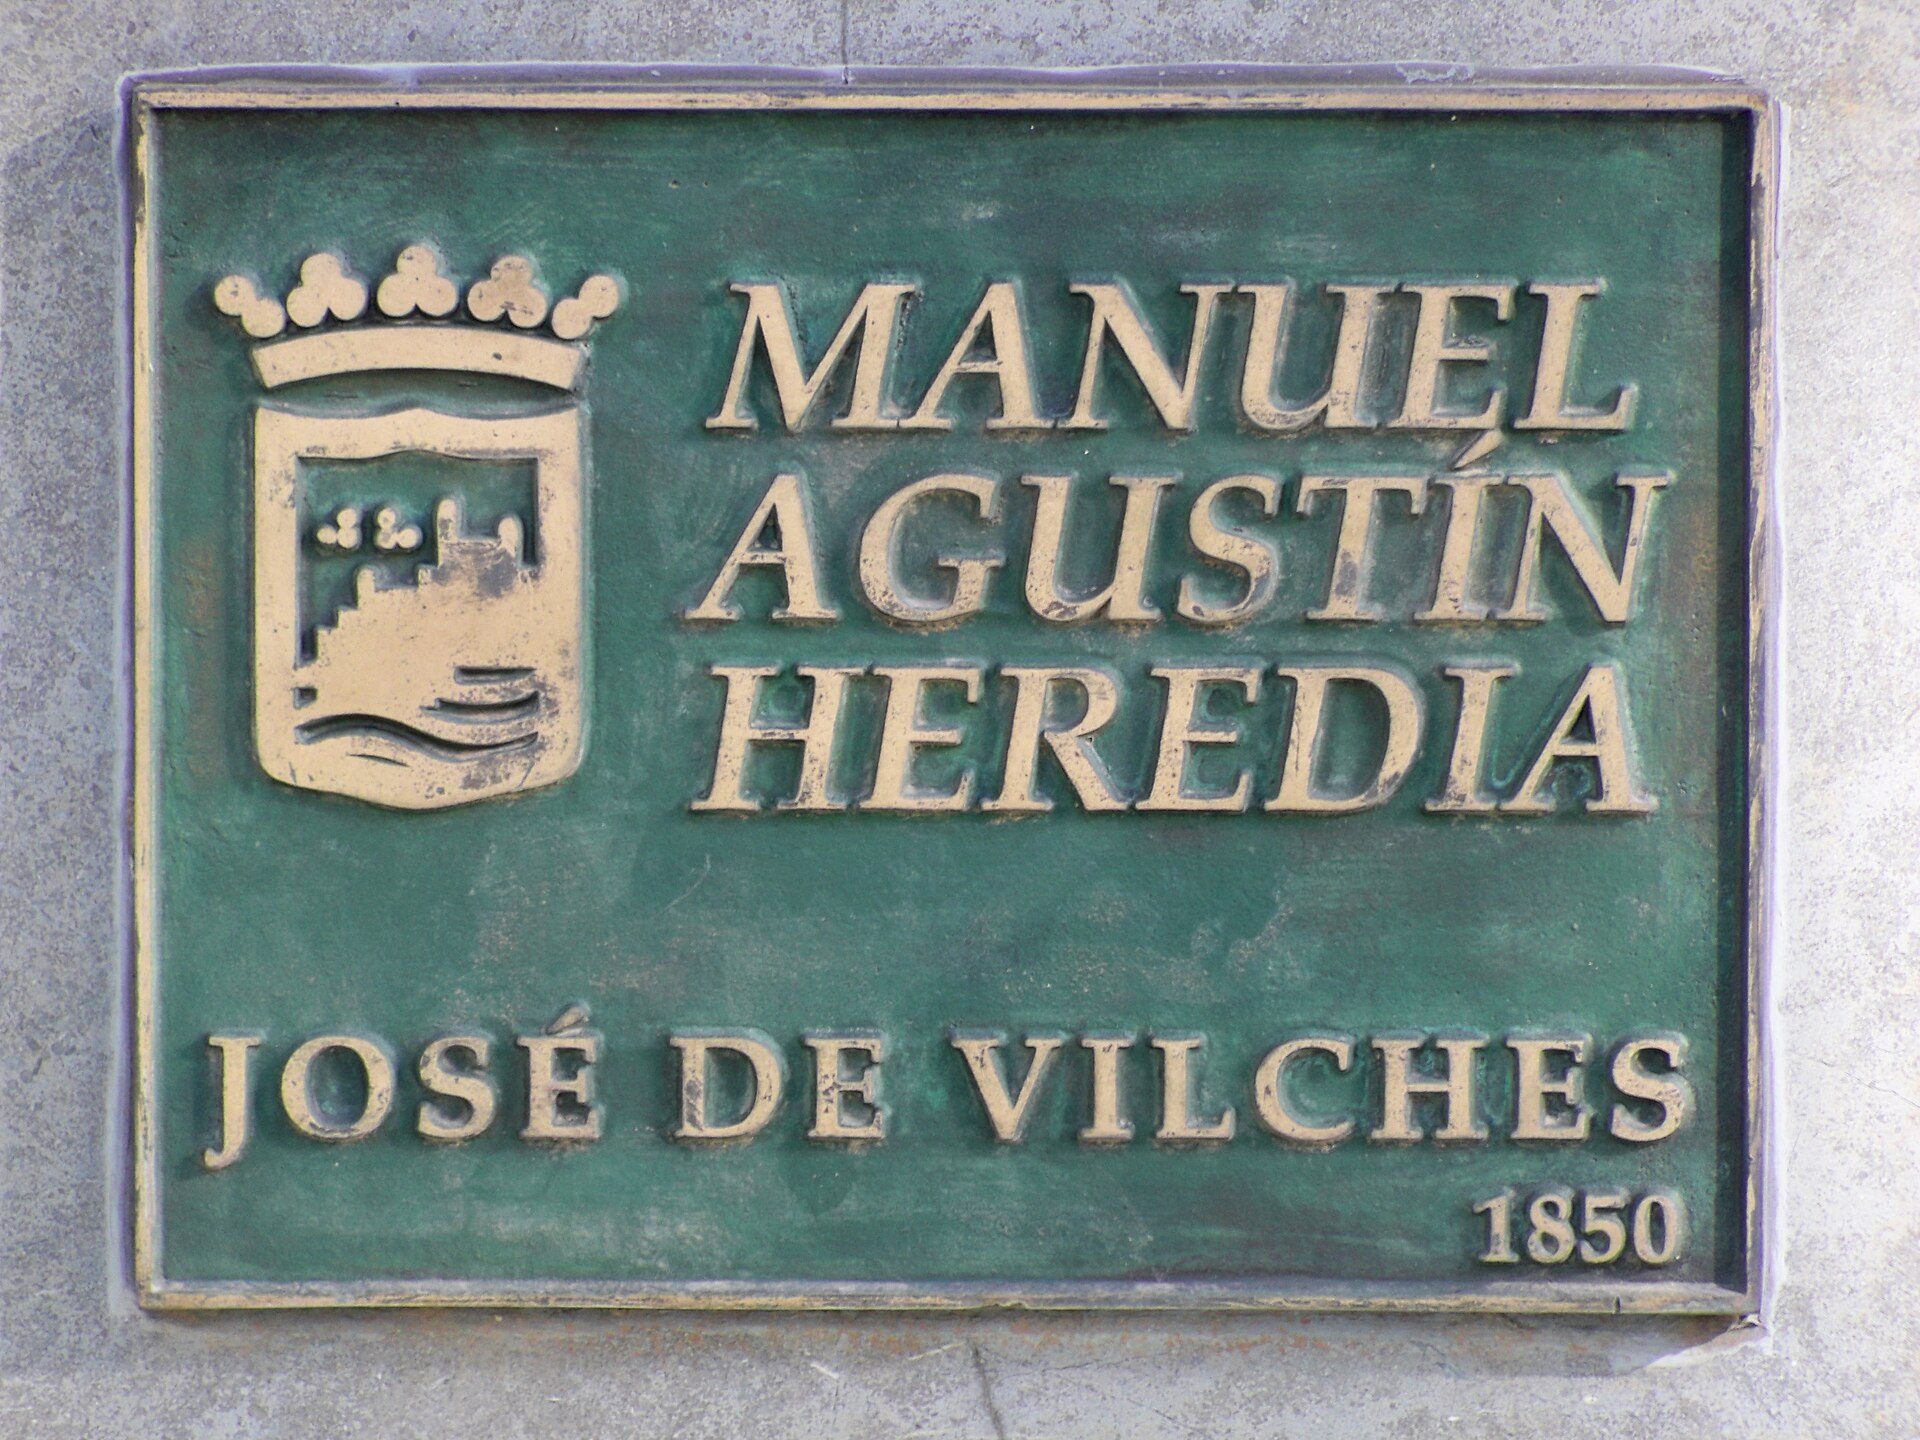 MANUEL
AGUSTÍN
HEREDIA
JOSÉ DE VILCHES
1850